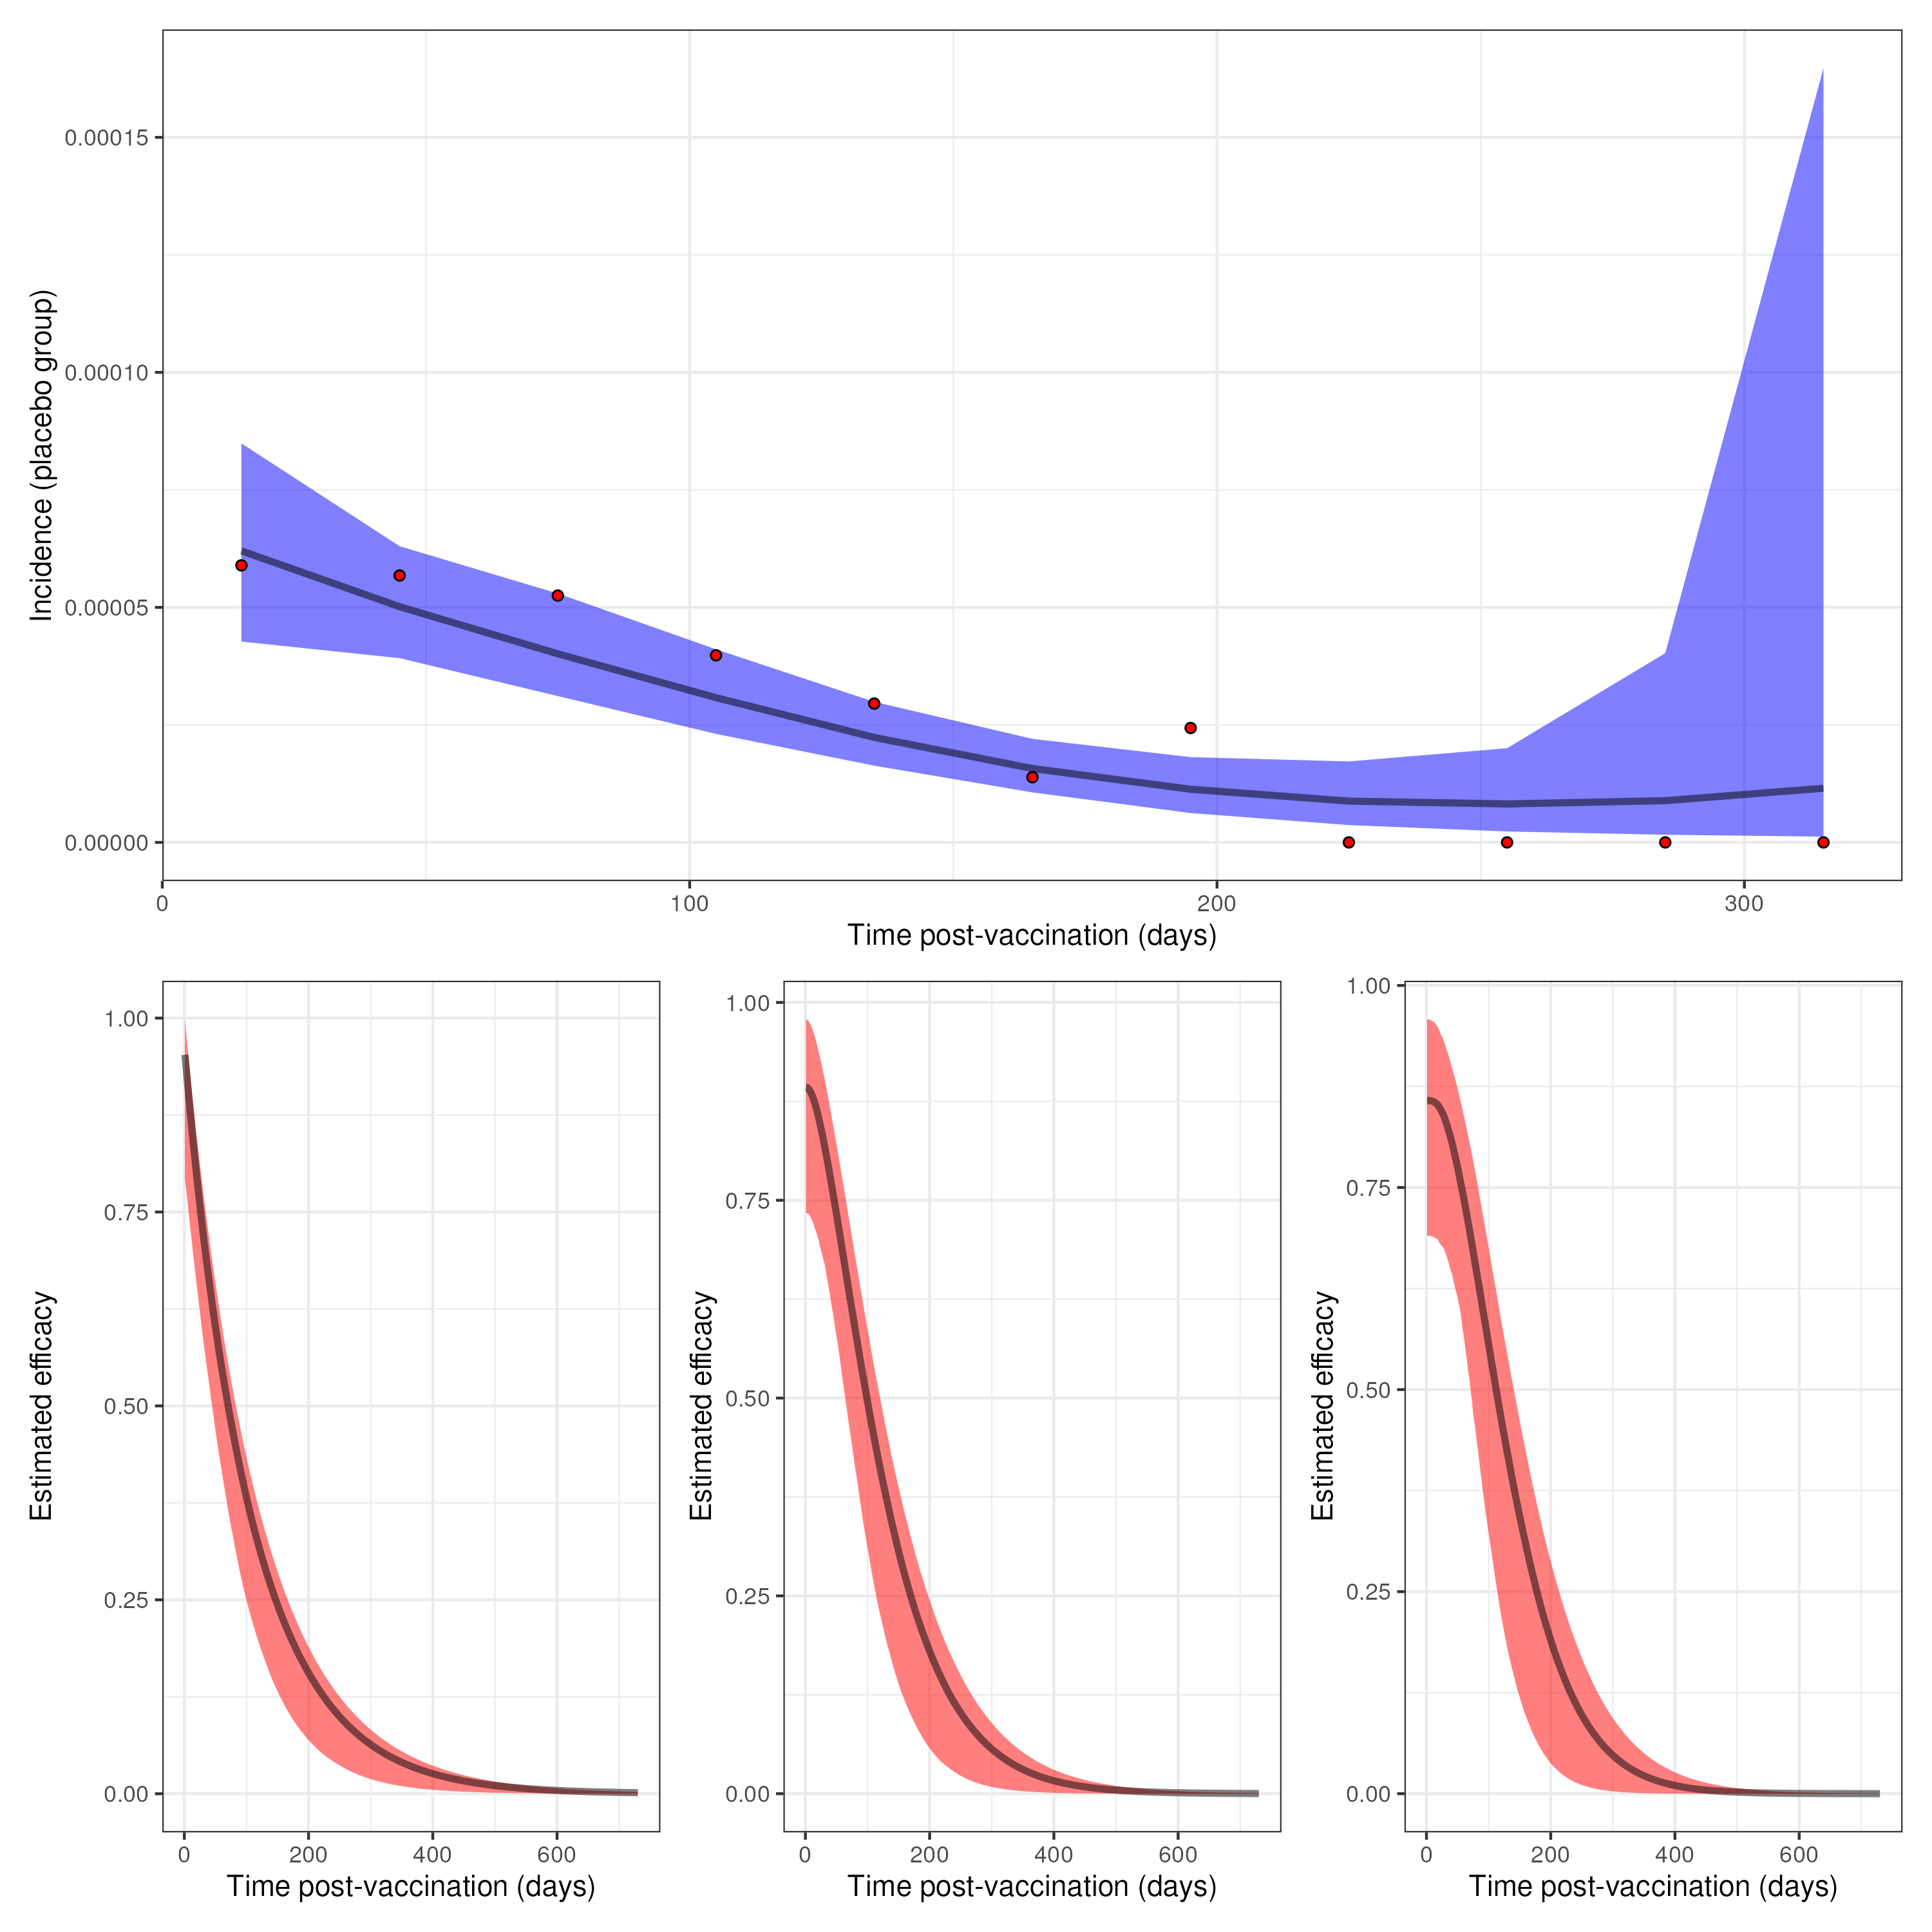 Incidence (placebo group)
0.00015
0.00010
0.00005
0.00000
0 100 200 300
Time post-vaccination (days)
Estimated efficacy
1.00
0.75
0.50
0.25
0.00
0 200 400 600
Time post-vaccination (days)
Estimated efficacy
1.00
0.75
0.50
0.25
0.00
0 200 400 600
Time post-vaccination (days)
Estimated efficacy
1.00
0.75
0.50
0.25
0.00
0 200 400 600
Time post-vaccination (days)